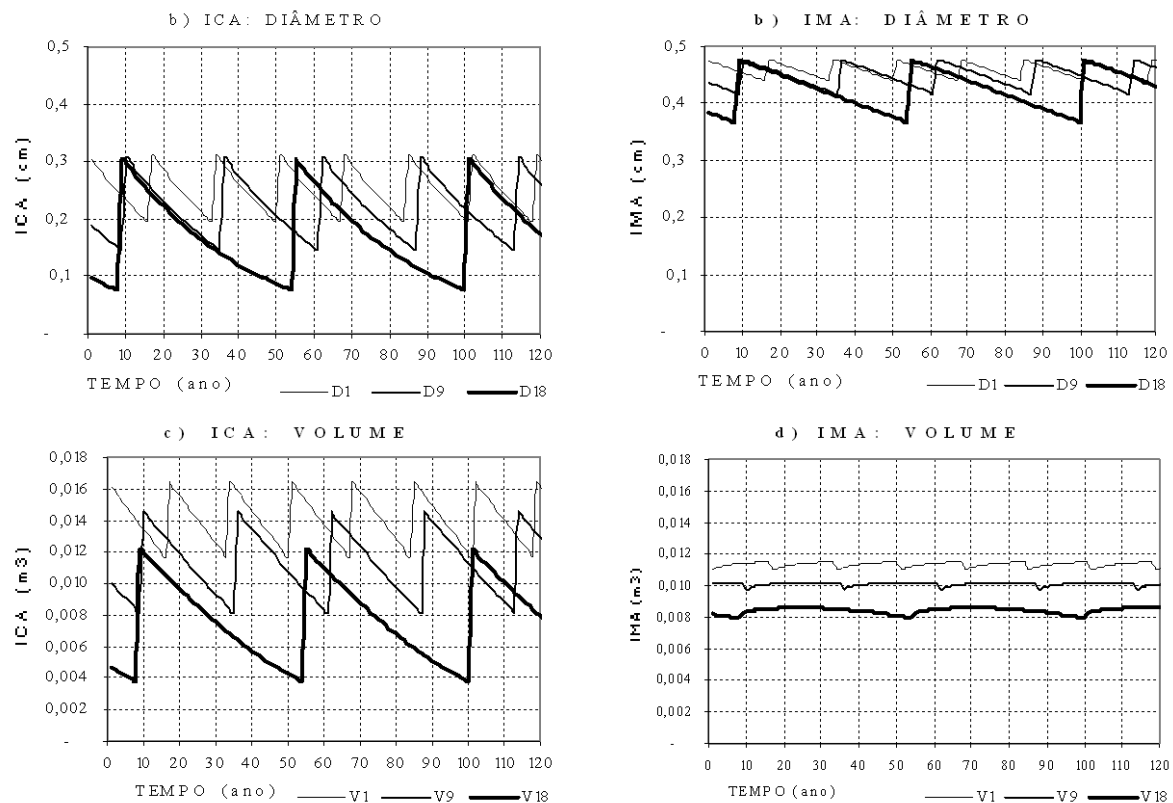 b) ICA: DIÂMETRO
ICA (cm)
0,5
0,4
0,3
0,2
0,1
-
0 10 20 30 40 50 60 70 80 90 100 110 120
TEMPO (ano) D1 D9 D18
b) IMA: DIÂMETRO
IMA (cm)
0,5
0,4
0,3
0,2
0,1
-
0 10 20 30 40 50 60 70 80 90 100 110 120
TEMPO (ano) D1 D9 D18
c) ICA: VOLUME
ICA (m3)
0,018
0,016
0,014
0,012
0,010
0,008
0,006
0,004
0,002
-
0 10 20 30 40 50 60 70 80 90 100 110 120
TEMPO (ano) V1 V9 V18
d) IMA: VOLUME
IMA (m3)
0,018
0,016
0,014
0,012
0,010
0,008
0,006
0,004
0,002
-
0 10 20 30 40 50 60 70 80 90 100 110 120
TEMPO (ano) V1 V9 V18